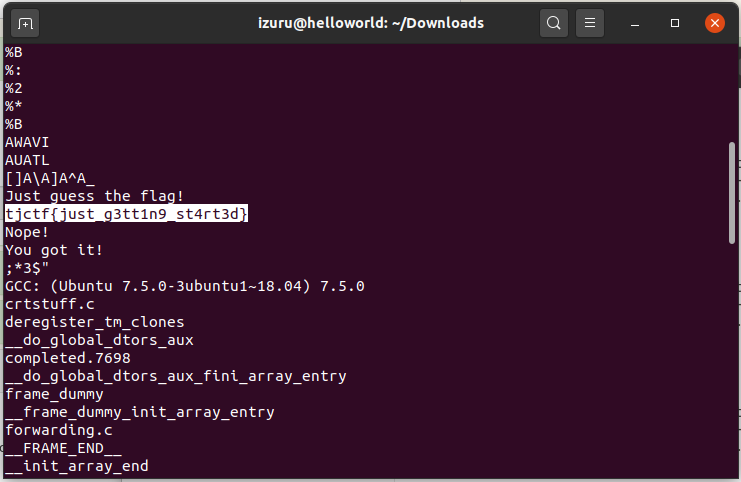 izuru@helloworld: ~/Downloads
%B
%:
%2
%*
%B
AWAVI
AUATL
[]A\A]A^A_
Just guess the flag!
tjctf{just_g3tt1n9_st4rt3d}
Nope!
You got it!
;*3$"
GCC: (Ubuntu 7.5.0-3ubuntu1~18.04) 7.5.0
crtstuff.c
deregister_tm_clones
__do_global_dtors_aux
completed.7698
__do_global_dtors_aux_fini_array_entry
frame_dummy
__frame_dummy_init_array_entry
forwarding.c
__FRAME_END__
__init_array_end